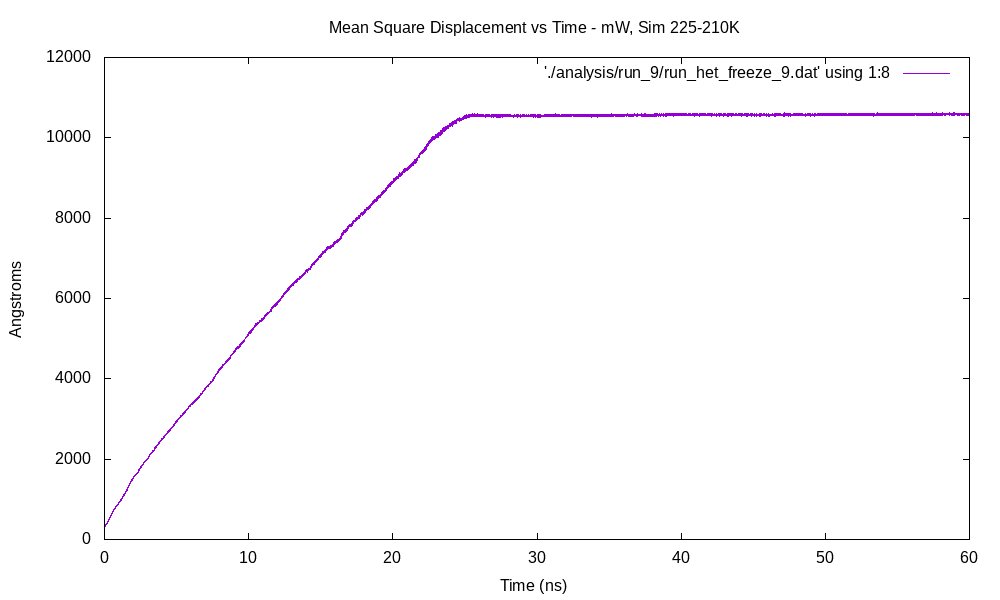 Mean Square Displacement vs Time - mW, Sim 225-210K
'./analysis/run_9/run_het_freeze_9.dat' using 1:8
12000
10000
8000
6000
4000
2000
0
Angstroms
0 10 20 30 40 50 60
Time (ns)